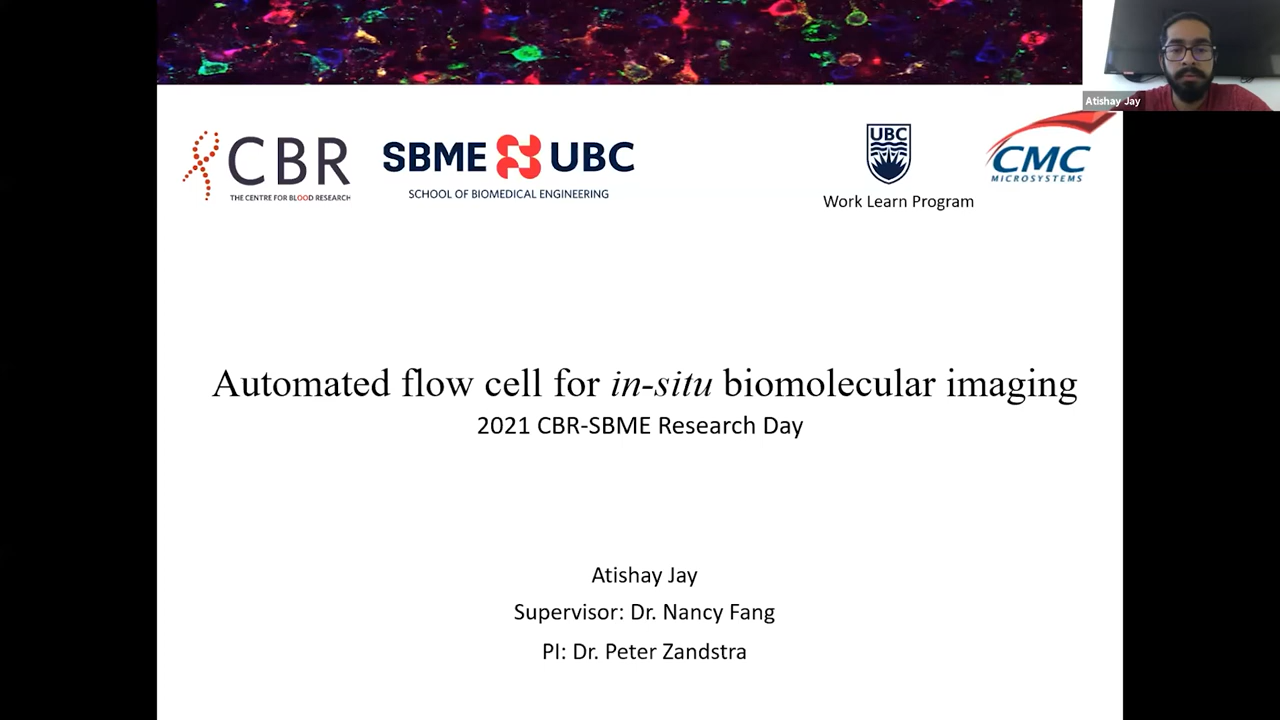 Atishay Jay
CBR
THE CENTRE FOR BLOOD RESEARCH
SBME UBC
SCHOOL OF BIOMEDICAL ENGINEERING
UBC
Work Learn Program
CMC
MICROSYSTEMS
Automated flow cell for in-situ biomolecular imaging
2021 CBR-SBME Research Day
Atishay Jay
Supervisor: Dr. Nancy Fang
PI: Dr. Peter Zandstra